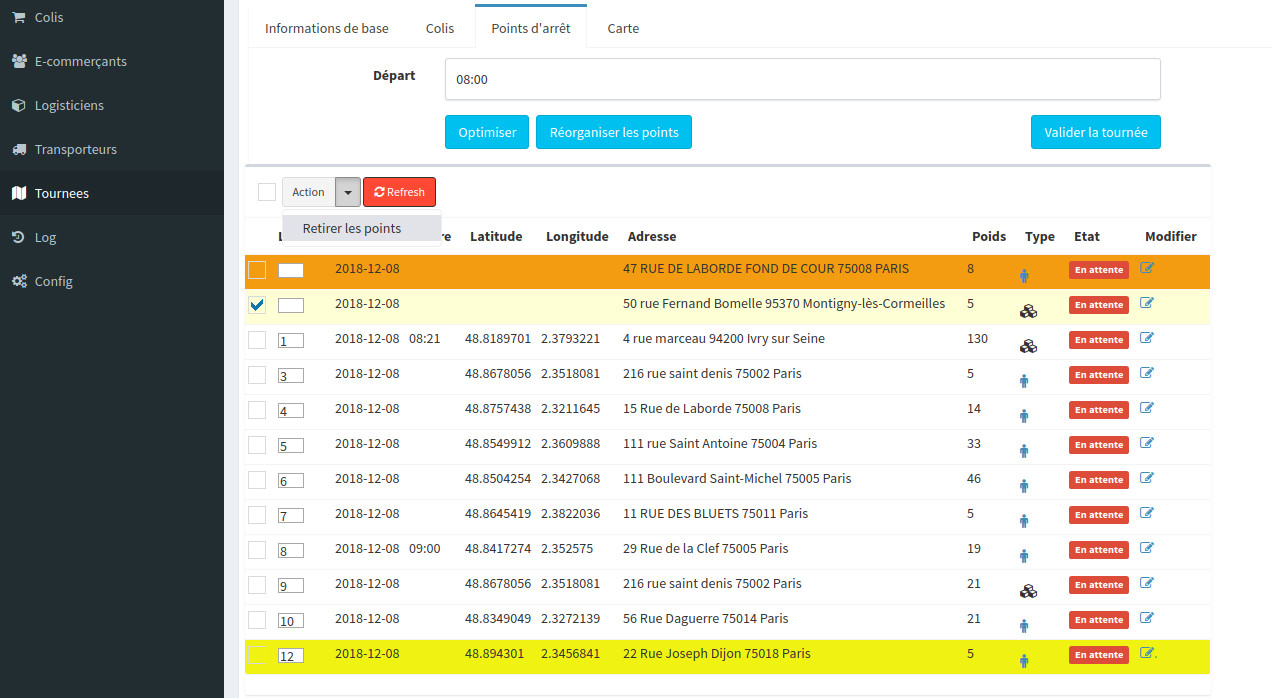 Colis
E-commerçants
Logisticiens
Transporteurs
Tournees
Log
Config
Informations de base Colis Points d'arrêt Carte
Départ 08:00
Optimiser Réorganiser les points Valider la tournée
Action Refresh
Retirer les points
re Latitude Longitude Adresse Poids Type Etat Modifier
2018-12-08 47 RUE DE LABORDE FOND DE COUR 75008 PARIS 8 En attente
2018-12-08 50 rue Fernand Bomelle 95370 Montigny-lès-Cormeilles 5 En attente
1 2018-12-08 08:21 48.8189701 2.3793221 4 rue marceau 94200 Ivry sur Seine 130 En attente
3 2018-12-08 48.8678056 2.3518081 216 rue saint denis 75002 Paris 5 En attente
4 2018-12-08 48.8757438 2.3211645 15 Rue de Laborde 75008 Paris 14 En attente
5 2018-12-08 48.8549912 2.3609888 111 rue Saint Antoine 75004 Paris 33 En attente
6 2018-12-08 48.8504254 2.3427068 111 Boulevard Saint-Michel 75005 Paris 46 En attente
7 2018-12-08 48.8645419 2.3822036 11 RUE DES BLUETS 75011 Paris 5 En attente
8 2018-12-08 09:00 48.8417274 2.352575 29 Rue de la Clef 75005 Paris 19 En attente
9 2018-12-08 48.8678056 2.3518081 216 rue saint denis 75002 Paris 21 En attente
10 2018-12-08 48.8349049 2.3272139 56 Rue Daguerre 75014 Paris 21 En attente
12 2018-12-08 48.894301 2.3456841 22 Rue Joseph Dijon 75018 Paris 5 En attente .